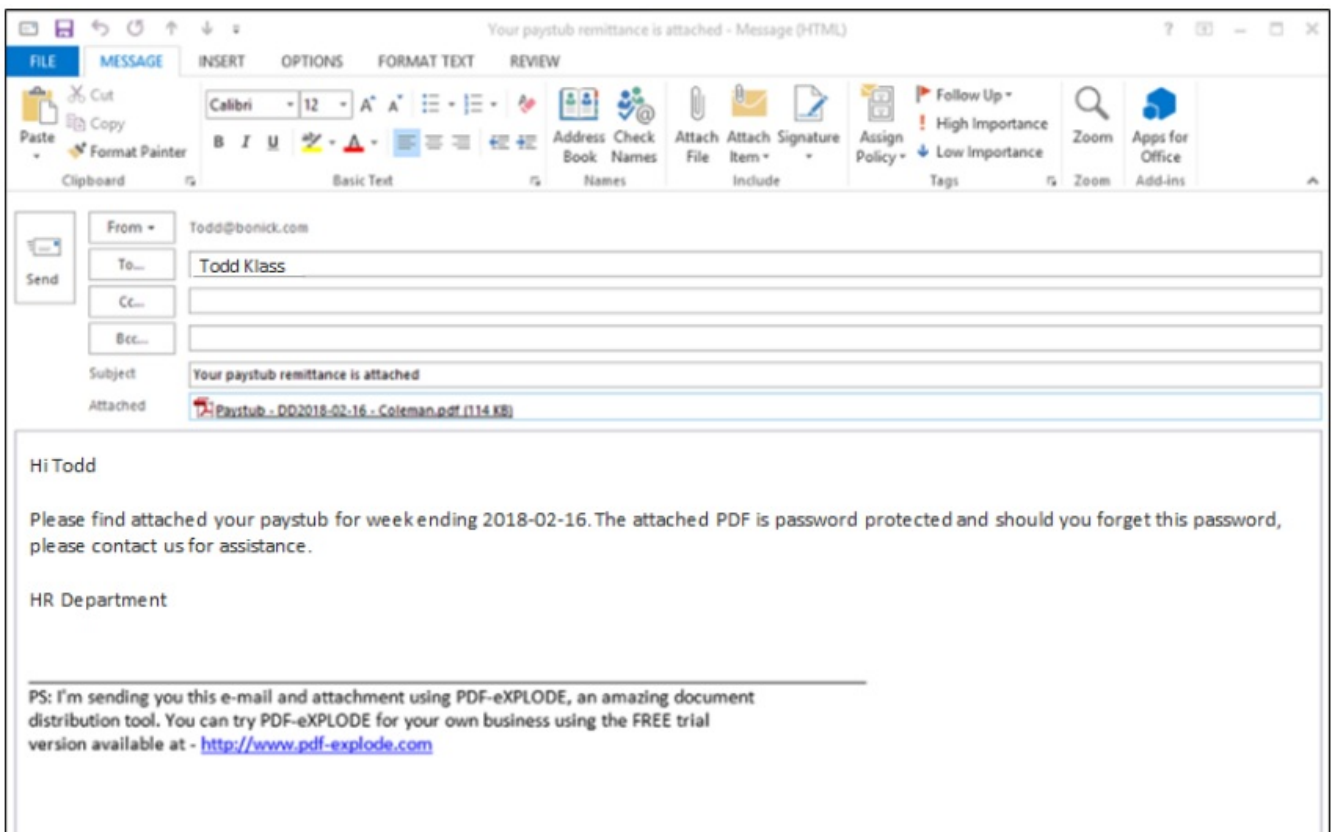 Your paystub remittance is attached - Message (HTML)
FILE MESSAGE INSERT OPTIONS FORMAT TEXT REVIEW
Paste
Cut
Copy
Format Painter
Clipboard
Calibri 12
B I U
Basic Text
Address Book
Check Names
Names
Attach File
Attach Item
Signature
Include
Assign Policy
Follow Up
High Importance
Low Importance
Tags
Zoom
Zoom
Apps for Office
Add-ins
Send
From Todd@bonick.com
To... Todd Klass
Cc...
Bcc...
Subject Your paystub remittance is attached
Attached Paystub - DD2018-02-16 - Coleman.pdf (114 KB)
Hi Todd
Please find attached your paystub for week ending 2018-02-16. The attached PDF is password protected and should you forget this password,
please contact us for assistance.
HR Department
PS: I'm sending you this e-mail and attachment using PDF-eXPLODE, an amazing document
distribution tool. You can try PDF-eXPLODE for your own business using the FREE trial
version available at - http://www.pdf-explode.com